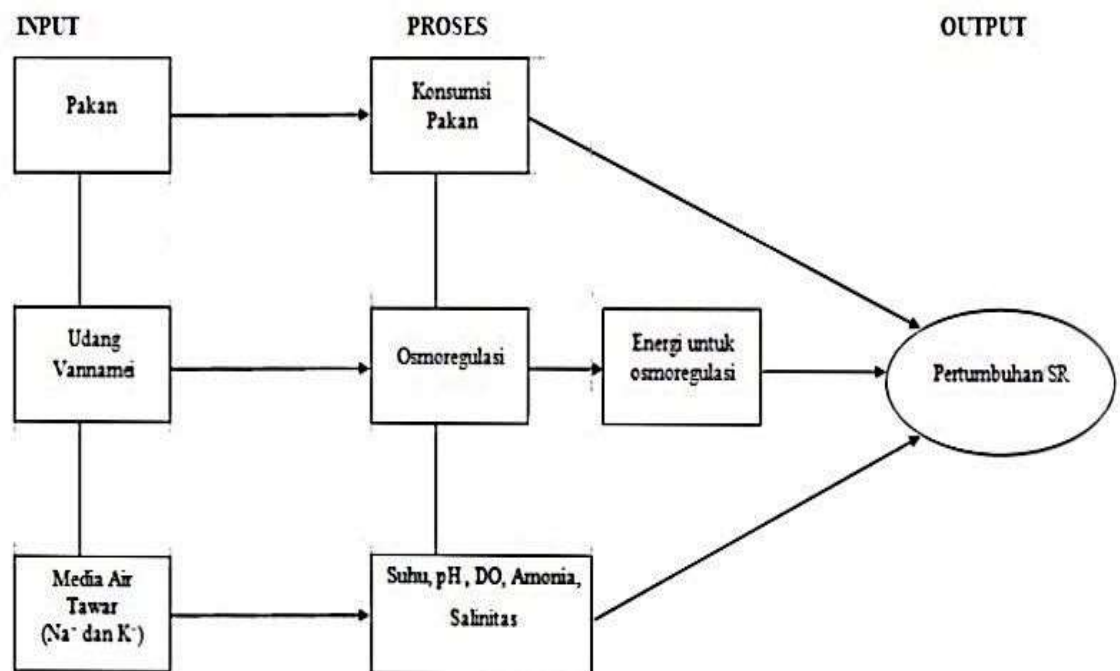 INPUT
PROSES
OUTPUT
Pakan
Konsumsi
Pakan
Udang
Vannamei
Osmoregulasi
Energi untuk
osmoregulasi
Pertumbuhan SR
Media Air
Tawar
(Na⁻ dan K⁻)
Suhu, pH , DO, Amonia,
Salinitas